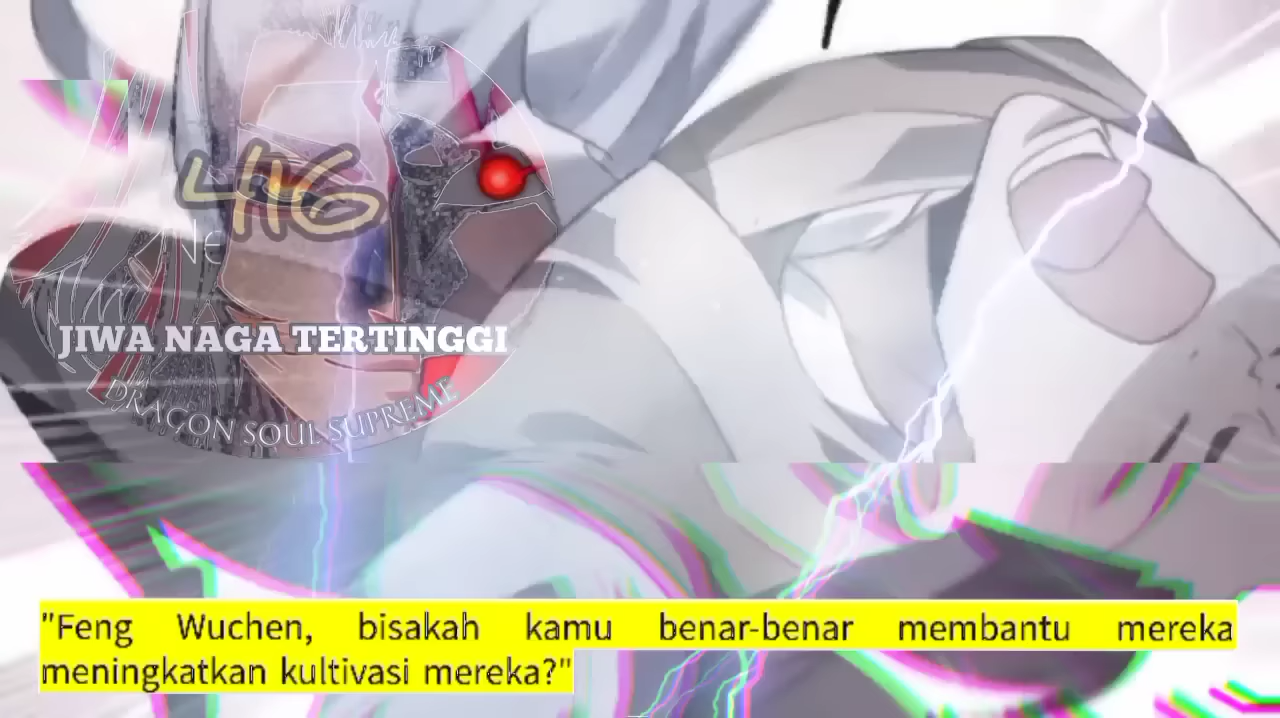 416
JIWA NAGA TERTINGGI
DRAGON SOUL SUPREME
"Feng Wuchen, bisakah kamu benar-benar membantu mereka
meningkatkan kultivasi mereka?"